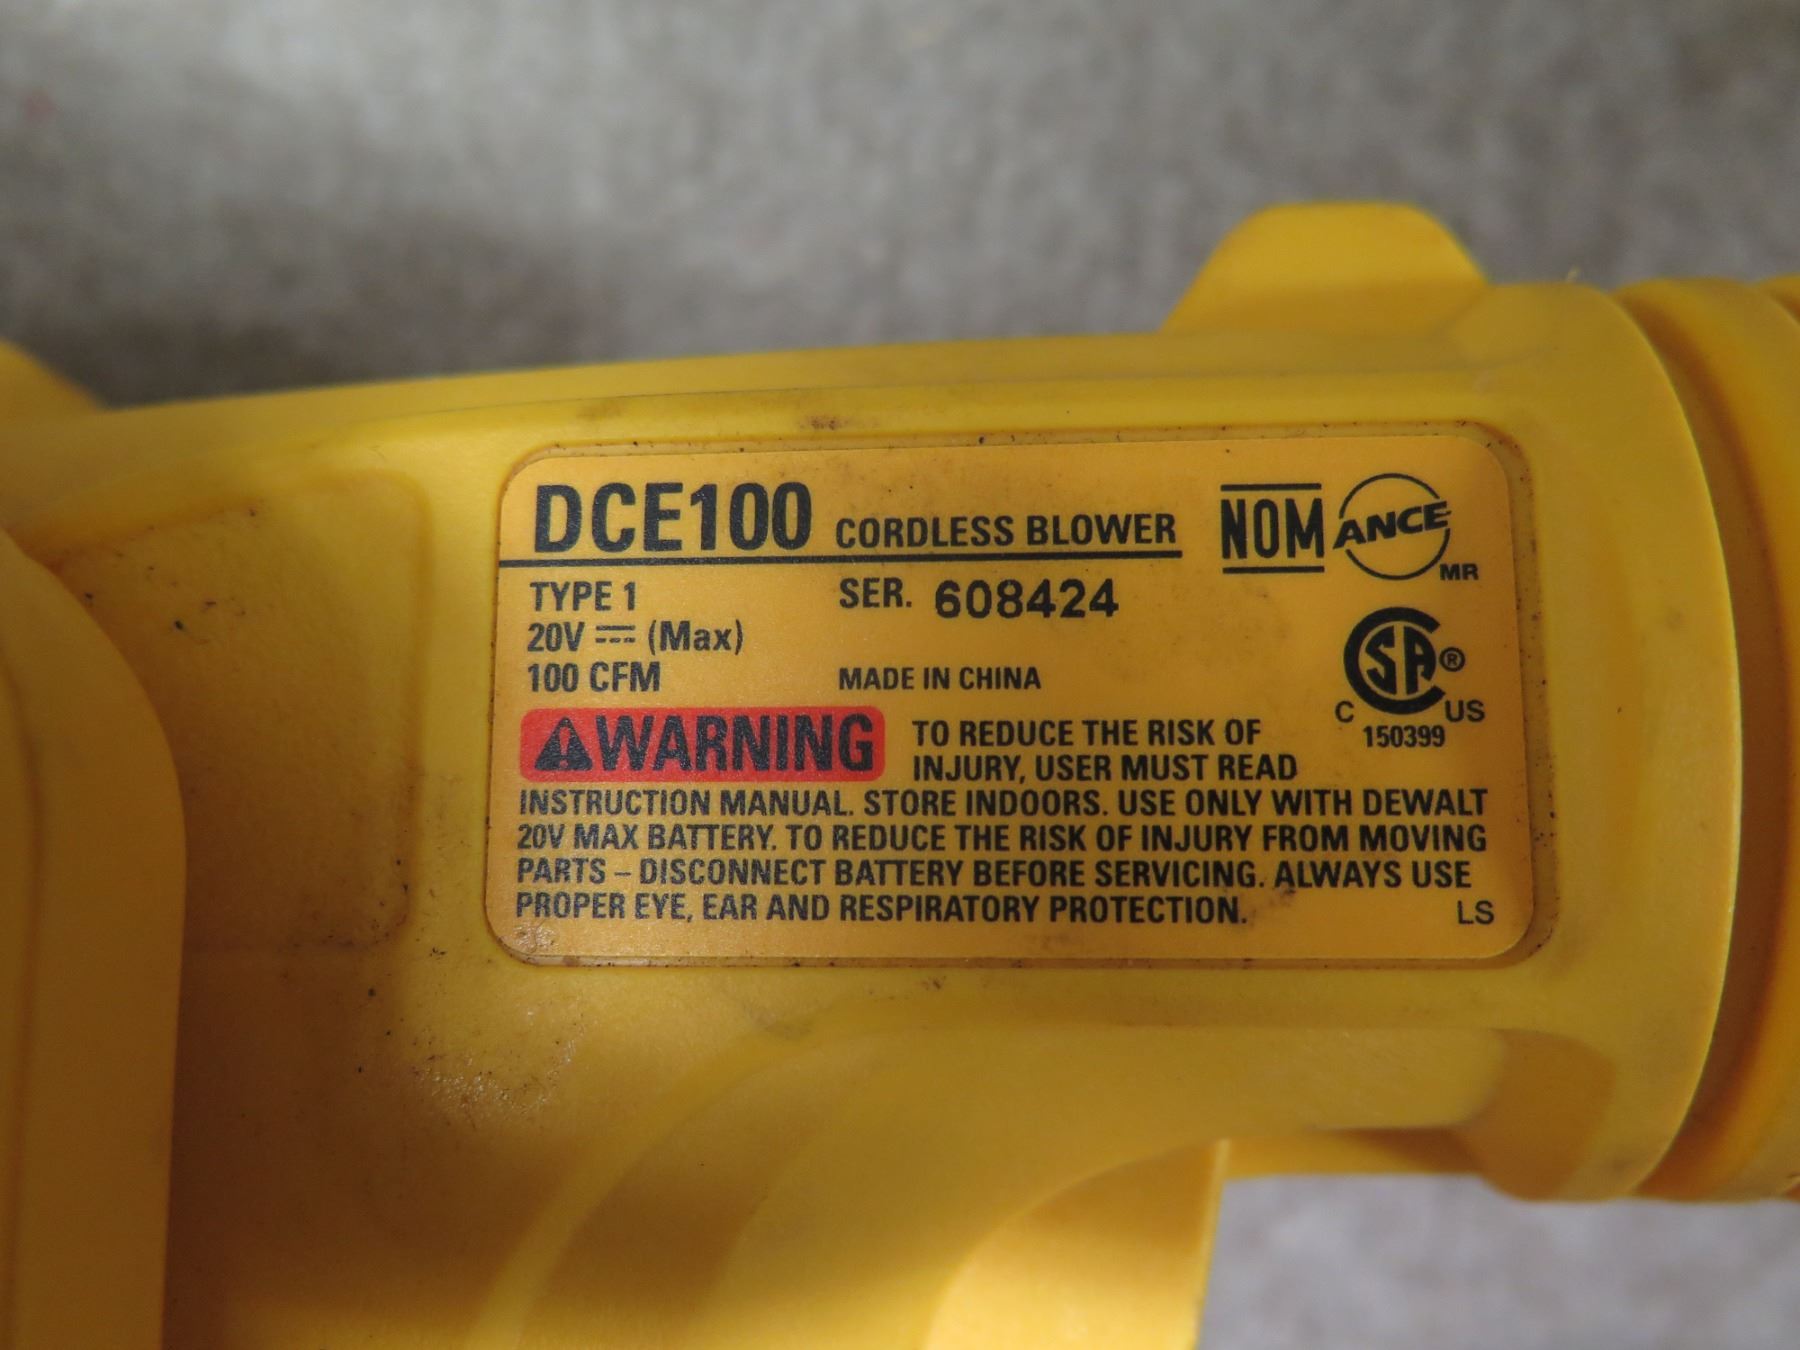 DCE100 CORDLESS BLOWER
NOM ANCE MR
TYPE 1 SER. 608424
20V (Max)
100 CFM MADE IN CHINA
CSA ®
C US
150399
WARNING TO REDUCE THE RISK OF
INJURY, USER MUST READ
INSTRUCTION MANUAL. STORE INDOORS. USE ONLY WITH DEWALT
20V MAX BATTERY. TO REDUCE THE RISK OF INJURY FROM MOVING
PARTS – DISCONNECT BATTERY BEFORE SERVICING. ALWAYS USE
PROPER EYE, EAR AND RESPIRATORY PROTECTION. LS